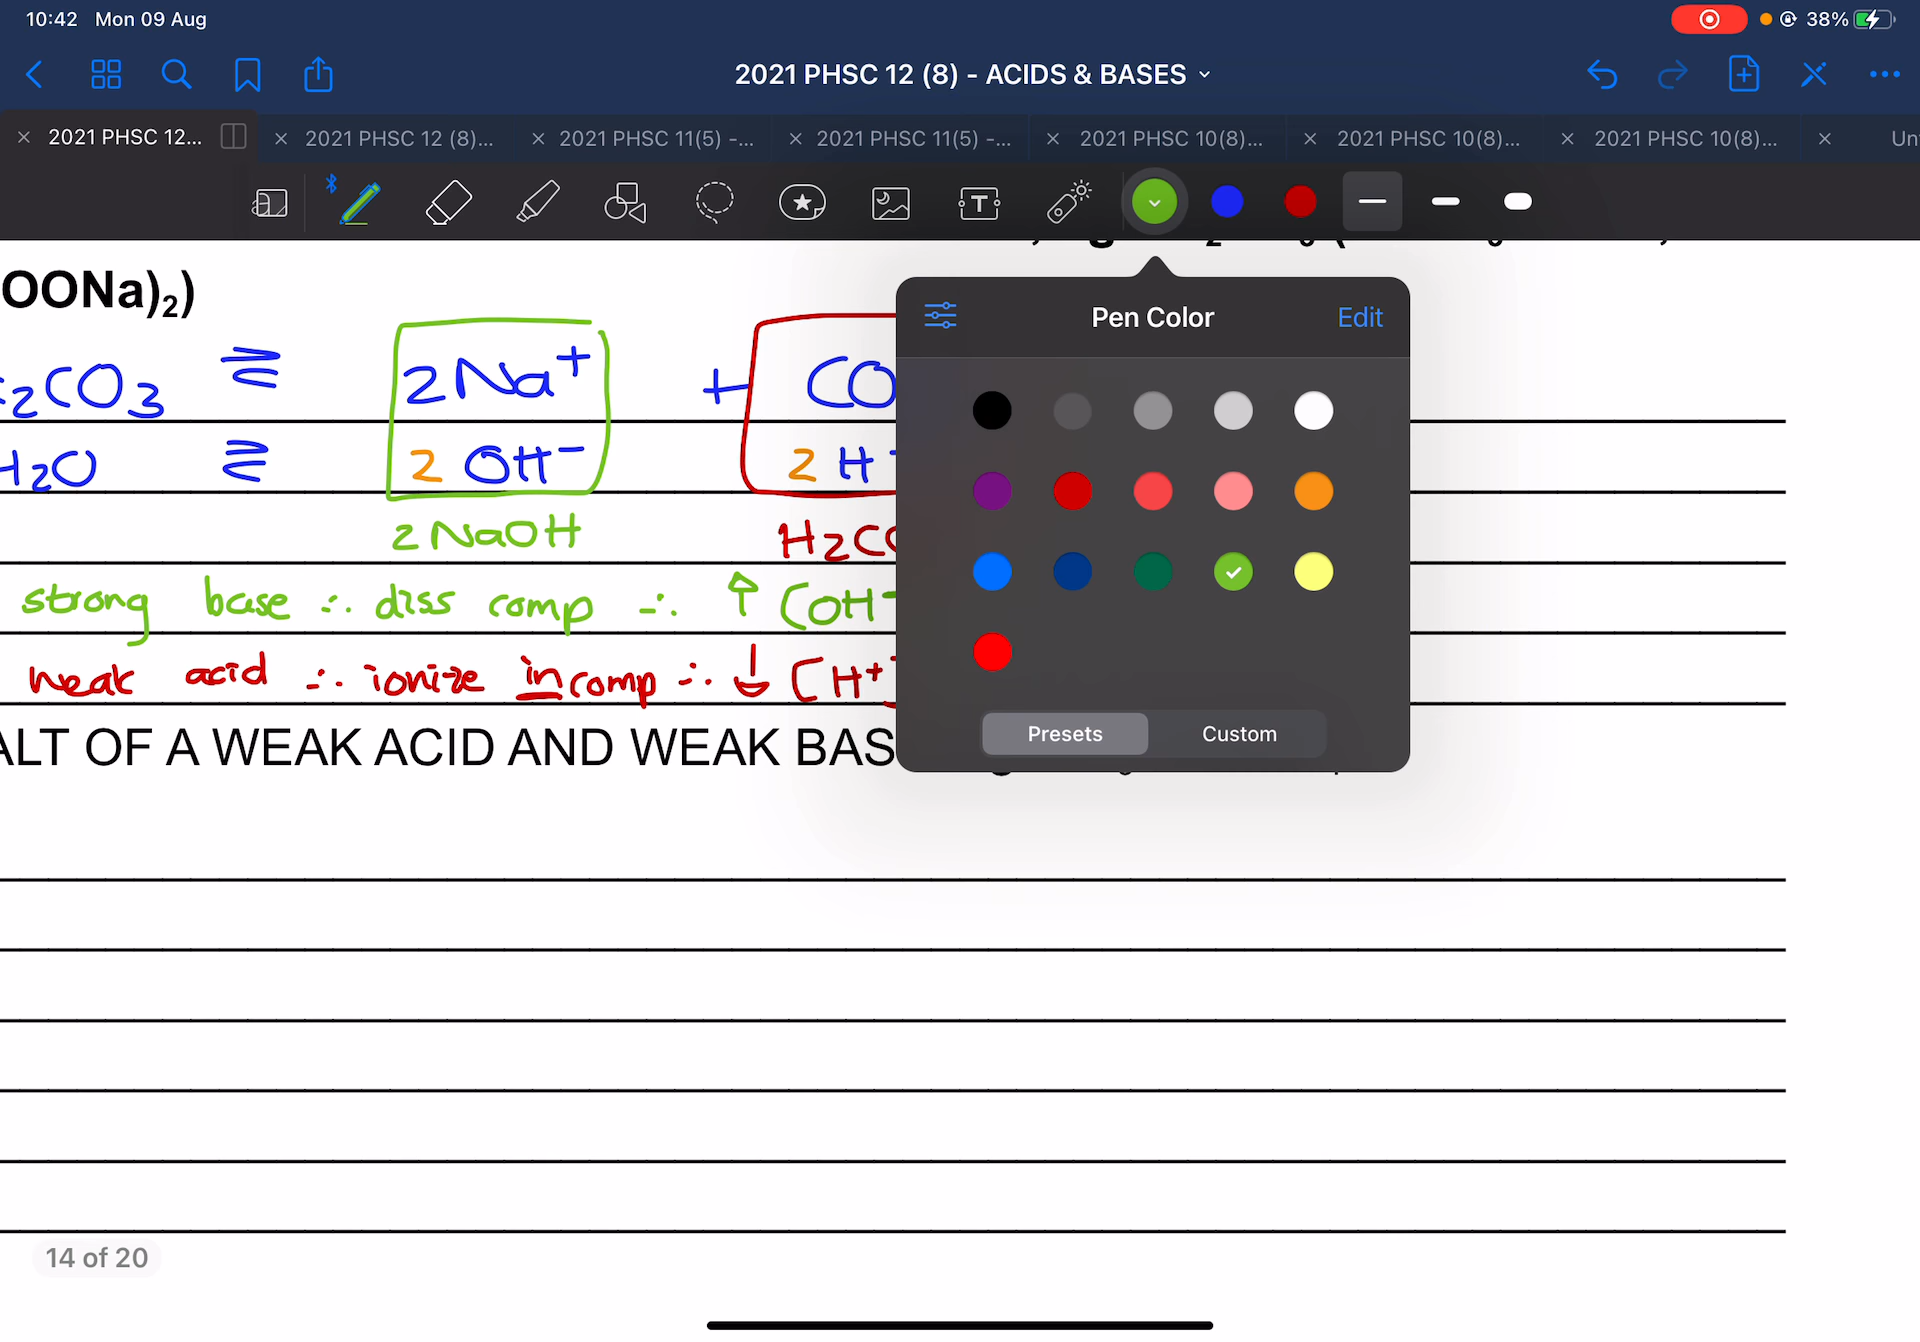 10:42 Mon 09 Aug 38%
2021 PHSC 12 (8) - ACIDS & BASES
2021 PHSC 12... 2021 PHSC 12 (8)... 2021 PHSC 11(5) -... 2021 PHSC 11(5) -... 2021 PHSC 10(8)... 2021 PHSC 10(8)... 2021 PHSC 10(8)... Un
OONa)₂)
Pen Color Edit
₂CO₃ ⇌ 2Na⁺ + CO
H₂O ⇌ 2 OH⁻ 2 H
2 NaOH H₂C
strong base ∴ diss comp ∴ ↑ [OH⁻
weak acid ∴ ionize incomp ∴ ↓ [H⁺
ALT OF A WEAK ACID AND WEAK BAS
Presets Custom
14 of 20